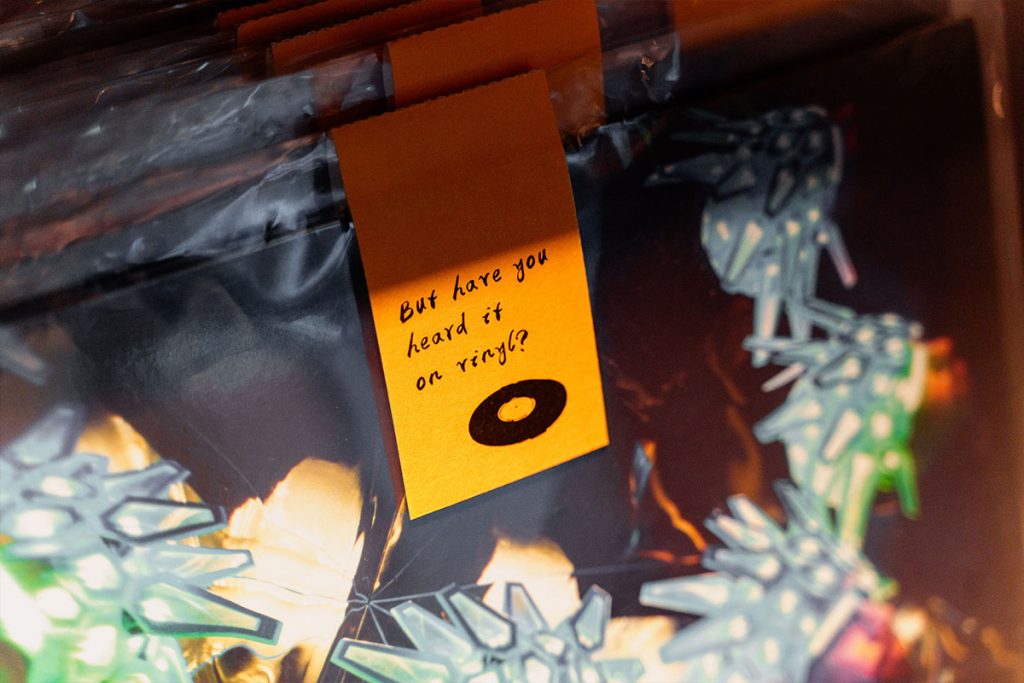 But have you
heard it
on vinyl?